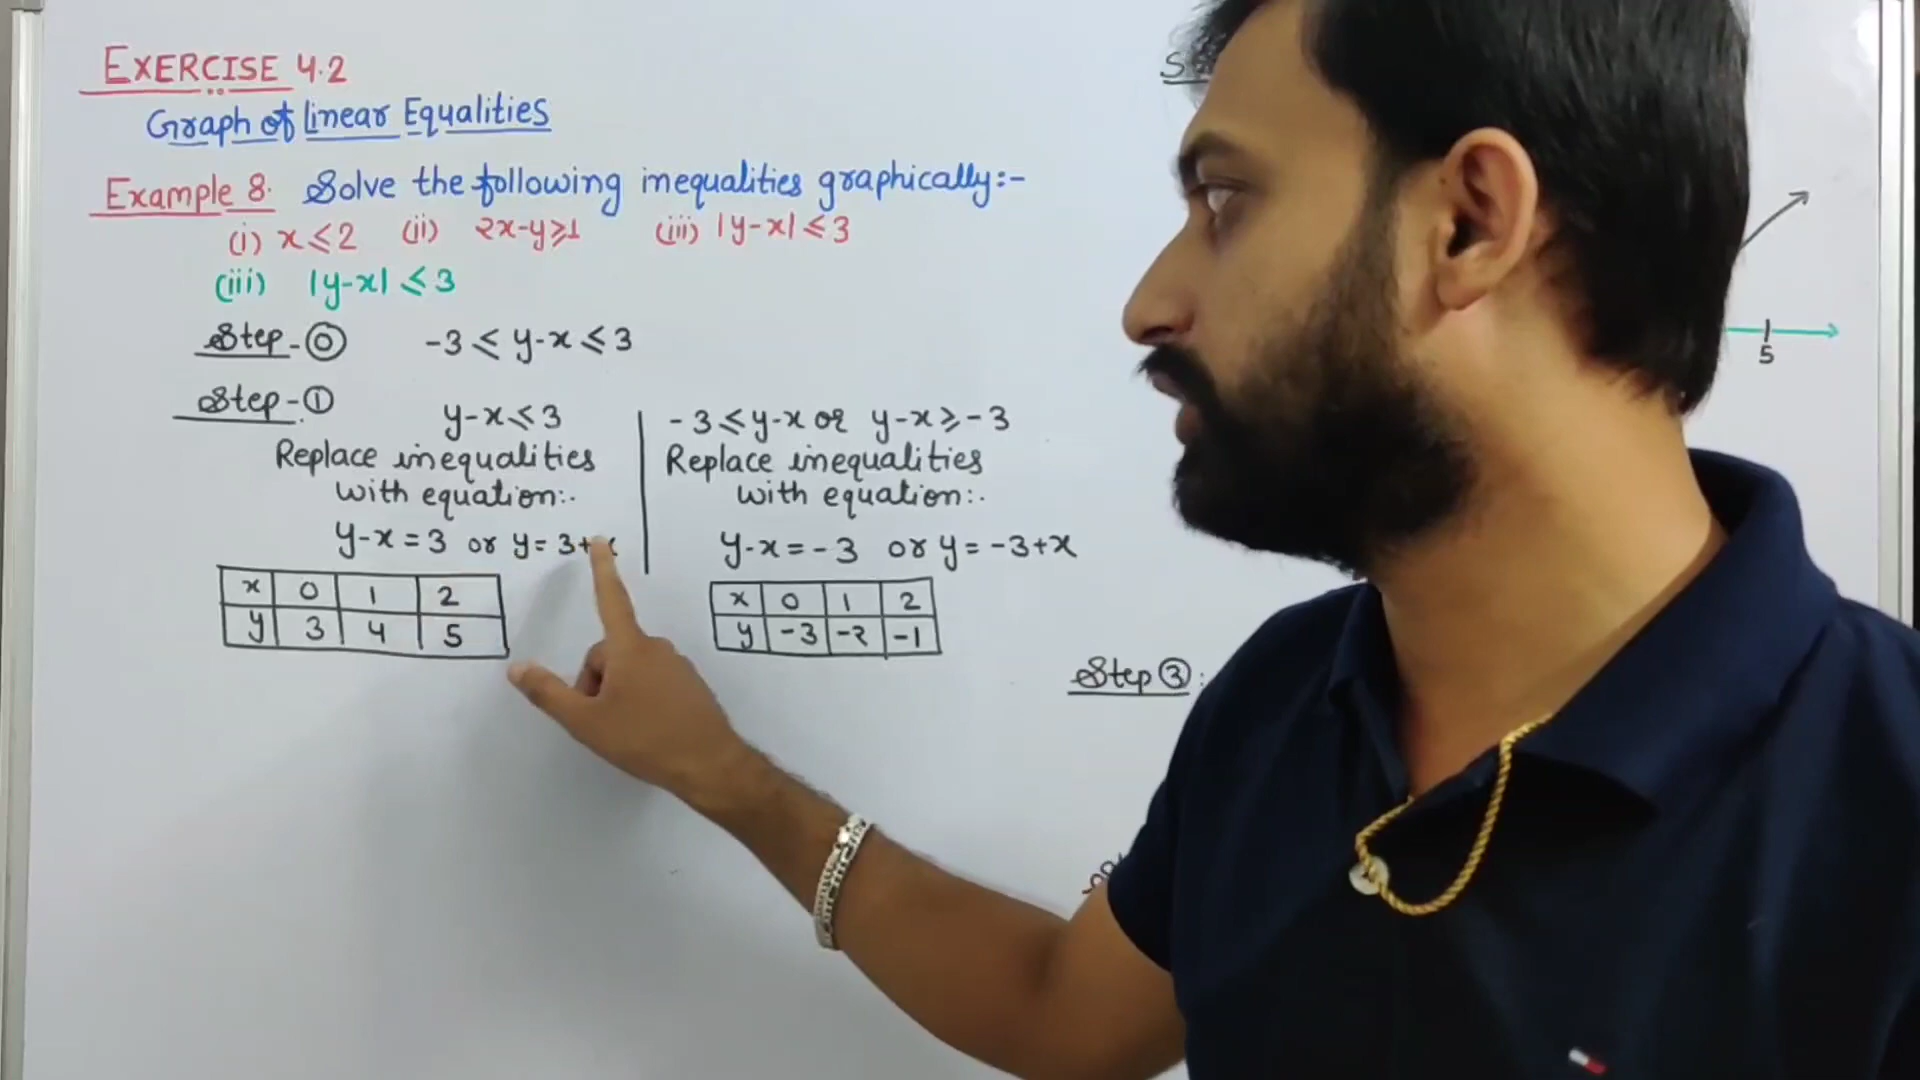 EXERCISE 4.2
Graph of linear Equalities
Example 8. Solve the following inequalities graphically:-
(i) x ≤ 2 (ii) 2x-y≥1 (iii) |y-x| ≤ 3
(iii) |y-x| ≤ 3
Step-⓪ -3 ≤ y-x ≤ 3
Step-①
y-x ≤ 3
Replace inequalities
with equation:-
y-x = 3 or y = 3+x
x 0 1 2
y 3 4 5
-3 ≤ y-x or y-x ≥ -3
Replace inequalities
with equation:-
y-x = -3 or y = -3+x
x 0 1 2
y -3 -2 -1
5
Step ③: